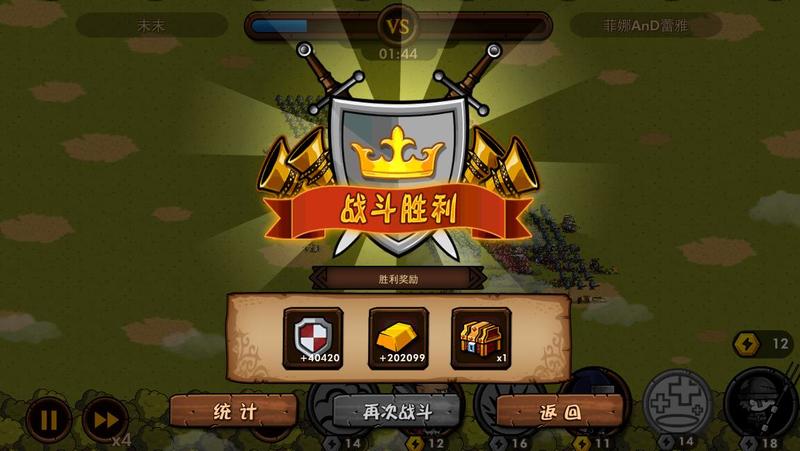 末末
VS
菲娜AnD蕾雅
01:44
战斗胜利
胜利奖励
+40420
+202099
x1
12
统计
再次战斗
返回
x4
14
12
16
11
14
18